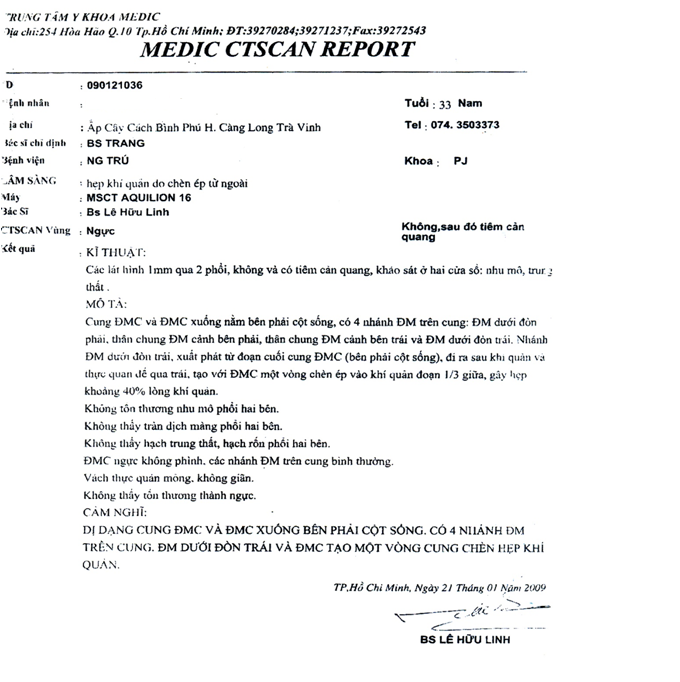 TRUNG TÂM Y KHOA MEDIC
Địa chỉ:254 Hòa Hảo Q.10 Tp.Hồ Chí Minh; ĐT:39270284;39271237;Fax:39272543
MEDIC CTSCAN REPORT
D : 090121036
ệnh nhân : Tuổi : 33 Nam
ịa chỉ : Ấp Cây Cách Bình Phú H. Càng Long Trà Vinh Tel : 074. 3503373
Bác sĩ chỉ định : BS TRANG
Bệnh viện : NG TRÚ Khoa : PJ
LÂM SÀNG : hẹp khí quản do chèn ép từ ngoài
Máy MSCT AQUILION 16
Bác Sĩ : Bs Lê Hữu Linh
CTSCAN Vùng : Ngực Không,sau đó tiêm cản quang
Kết quả : KĨ THUẬT:
Các lát hình 1mm qua 2 phổi, không và có tiêm cản quang, khảo sát ở hai cửa sổ: nhu mô, trung
thất .
MÔ TẢ:
Cung ĐMC và ĐMC xuống nằm bên phải cột sống, có 4 nhánh ĐM trên cung: ĐM dưới đòn
phải, thân chung ĐM cảnh bên phải, thân chung ĐM cảnh bên trái và ĐM dưới đòn trái. Nhánh
ĐM dưới đòn trái, xuất phát từ đoạn cuối cung ĐMC (bên phải cột sống), đi ra sau khí quản và
thực quản để qua trái, tạo với ĐMC một vòng chèn ép vào khí quản đoạn 1/3 giữa, gây hẹp
khoảng 40% lòng khí quản.
Không tổn thương nhu mô phổi hai bên.
Không thấy tràn dịch màng phổi hai bên.
Không thấy hạch trung thất, hạch rốn phổi hai bên.
ĐMC ngực không phình, các nhánh ĐM trên cung bình thường.
Vách thực quản mỏng, không giãn.
Không thấy tổn thương thành ngực.
CẢM NGHĨ:
DỊ DẠNG CUNG ĐMC VÀ ĐMC XUỐNG BÊN PHẢI CỘT SỐNG. CÓ 4 NHÁNH ĐM
TRÊN CUNG. ĐM DƯỚI ĐÒN TRÁI VÀ ĐMC TẠO MỘT VÒNG CUNG CHÈN HẸP KHÍ
QUẢN.
TP.Hồ Chí Minh, Ngày 21 Tháng 01 Năm 2009
BS LÊ HỮU LINH